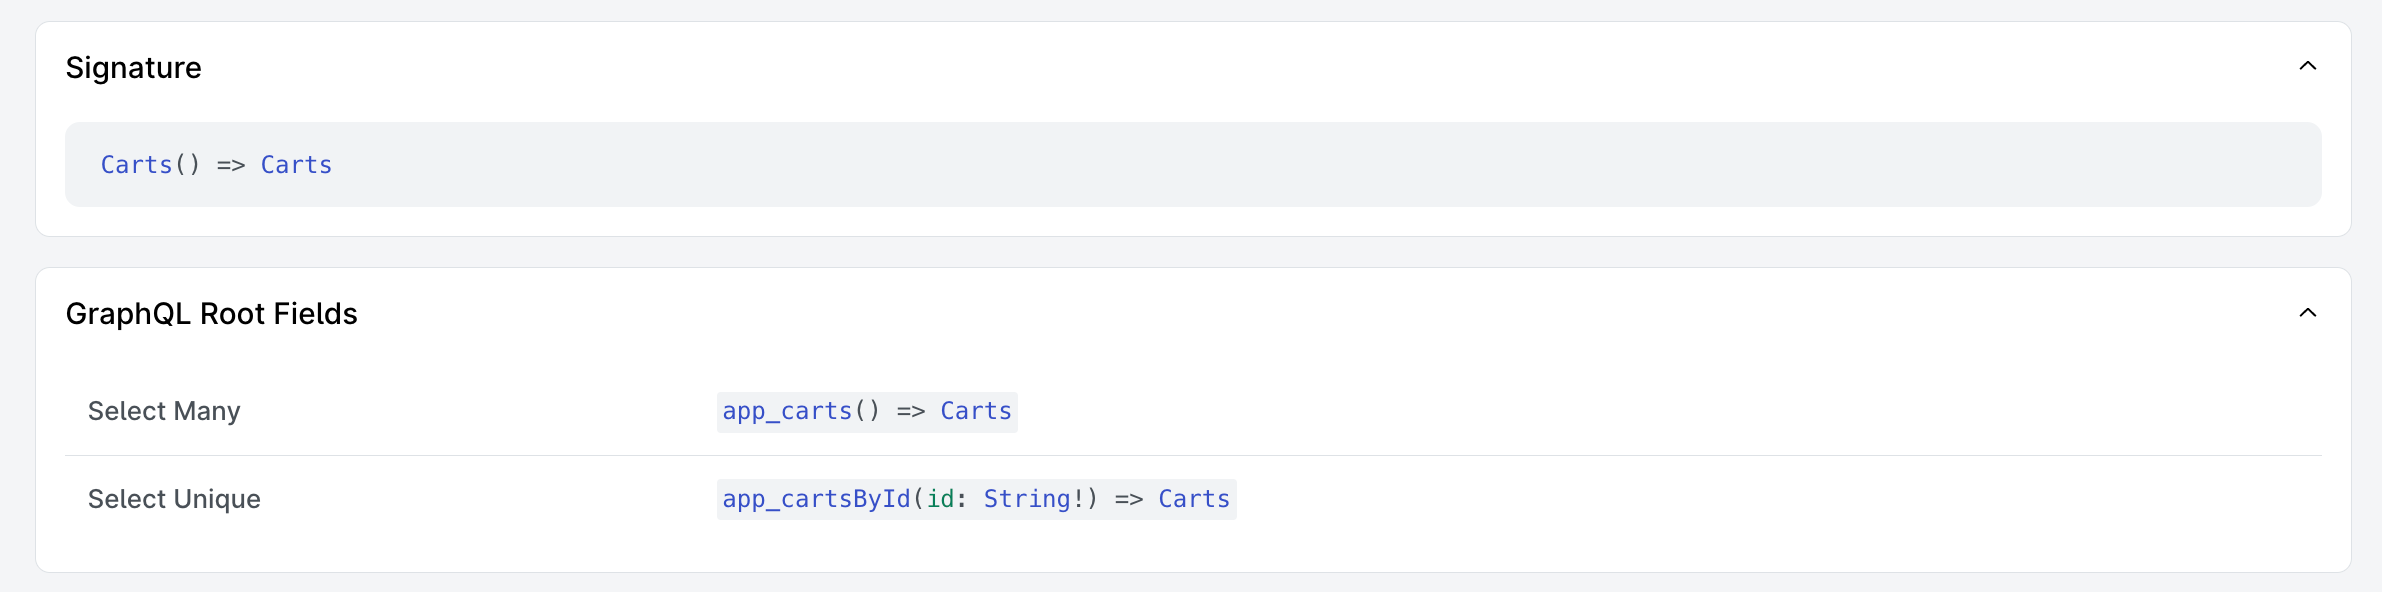 Signature
Carts() => Carts
GraphQL Root Fields
Select Many app_carts() => Carts
Select Unique app_cartsById(id: String!) => Carts